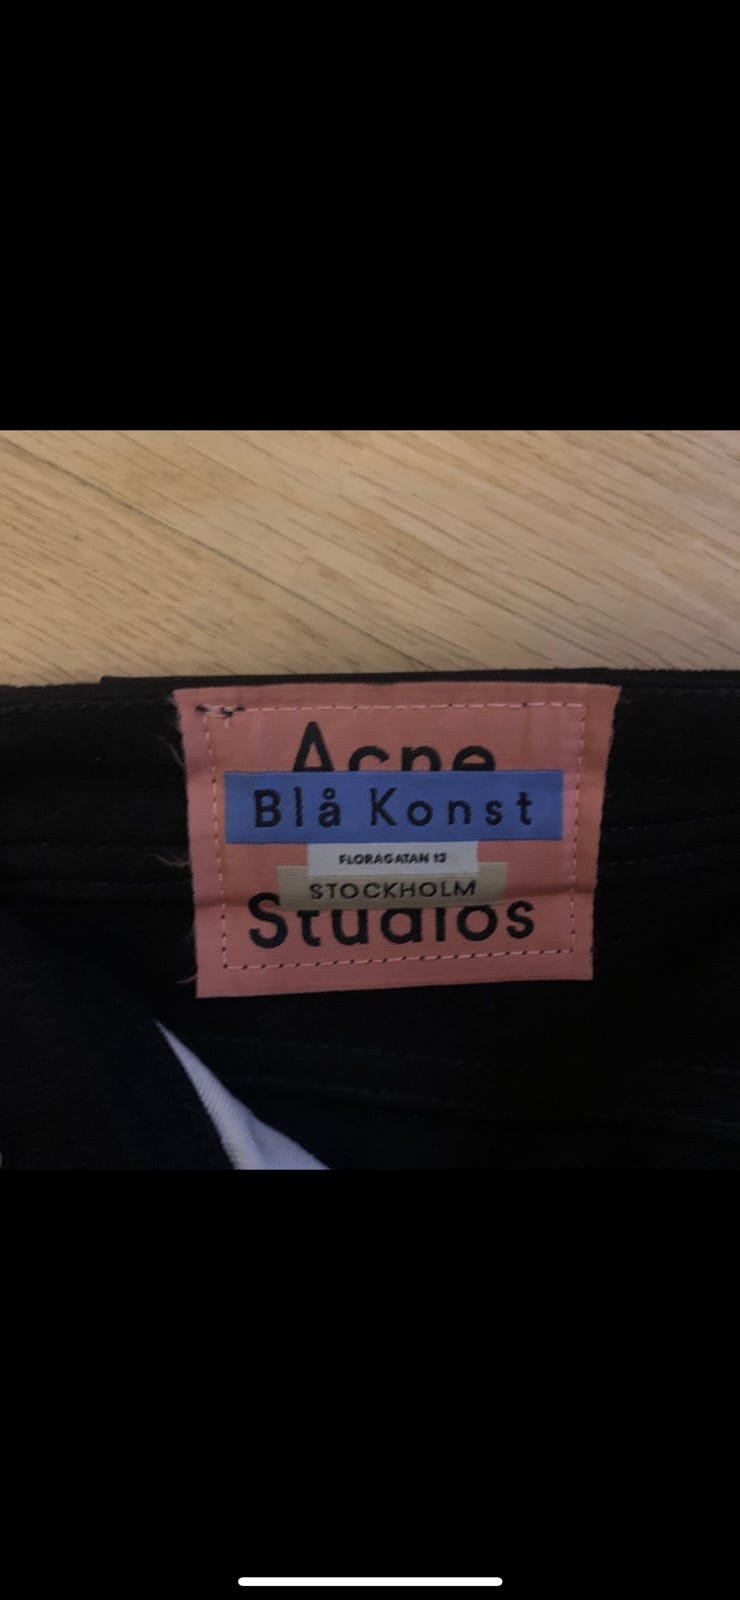 Acne
Blå Konst
FLORAGATAN 13
STOCKHOLM
Studios